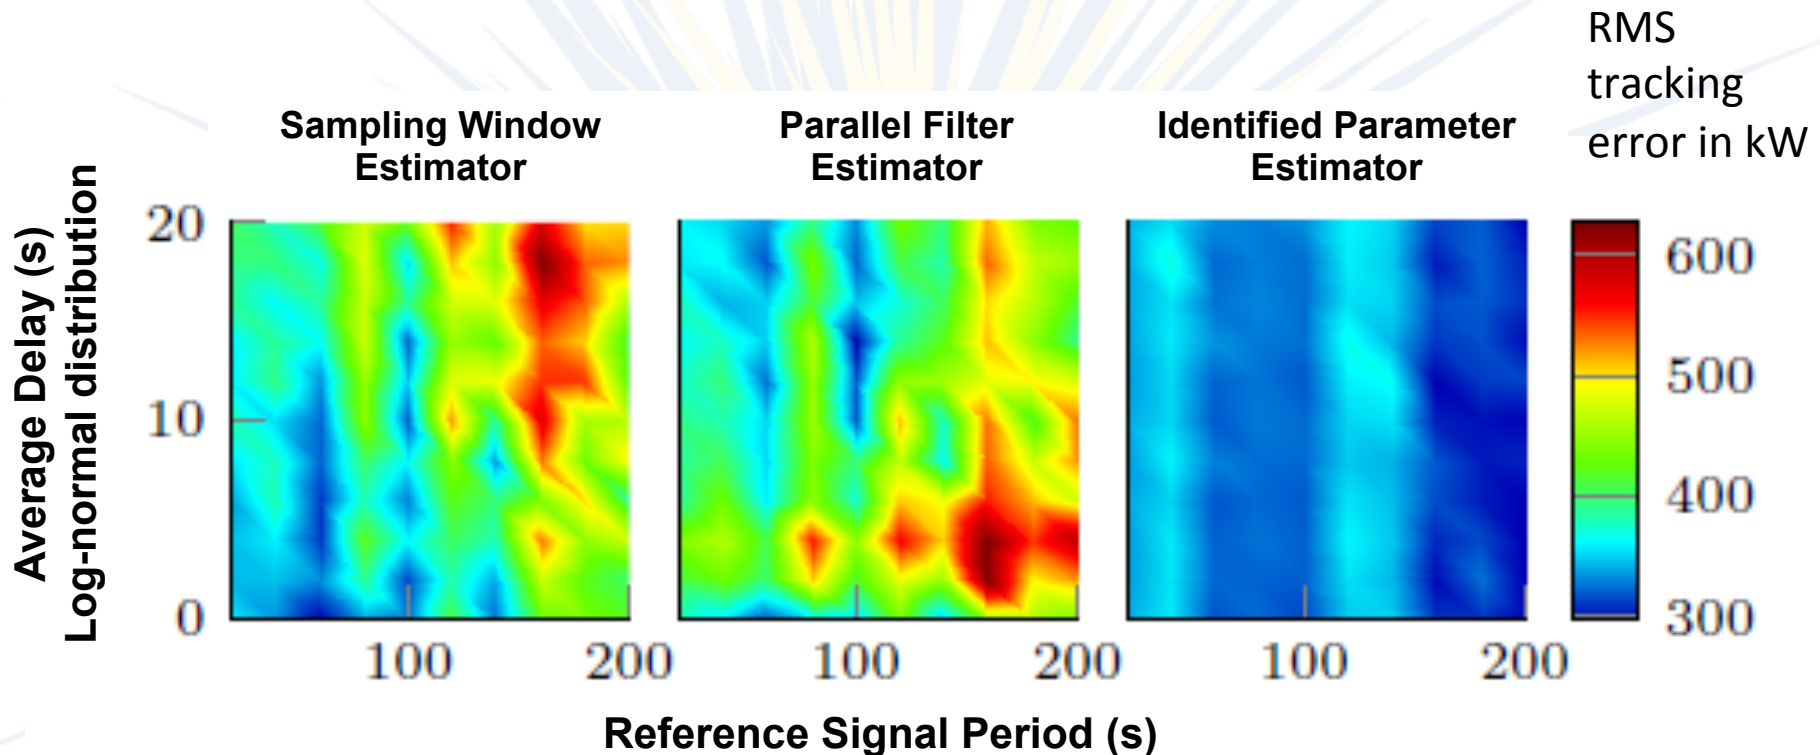 RMS
tracking
error in kW
Sampling Window
Estimator
Parallel Filter
Estimator
Identified Parameter
Estimator
Average Delay (s)
Log-normal distribution
20
10
0
100
200
100
200
100
200
600
500
400
300
Reference Signal Period (s)